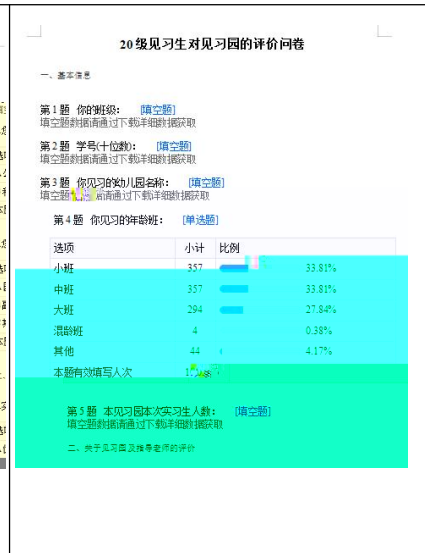 20级见习生对见习园的评价问卷
一、基本信息
第1题 你的班级： [填空题]
填空题数据请通过下载详细数据获取
第2题 学号(十位数)： [填空题]
填空题数据请通过下载详细数据获取
第3题 你见习的幼儿园名称： [填空题]
填空题 请通过下载详细数据获取
第4题 你见习的年龄班： [单选题]
选项 小计 比例
小班 357 33.81%
中班 357 33.81%
大班 294 27.84%
混龄班 4 0.38%
其他 44 4.17%
本题有效填写人次
第5题 本见习园本次实习生人数： [填空题]
填空题数据请通过下载详细数据获取
二、关于见习园及指导老师的评价